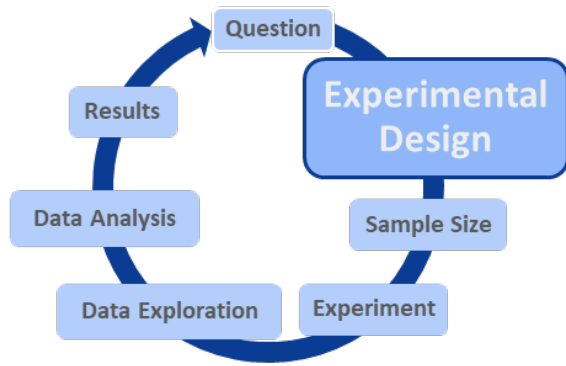 Question
Experimental
Design
Sample Size
Experiment
Data Exploration
Data Analysis
Results